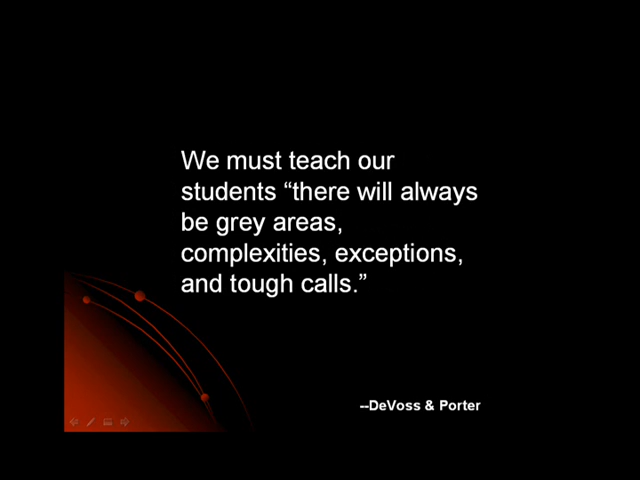 We must teach our
students “there will always
be grey areas,
complexities, exceptions,
and tough calls.”
--DeVoss & Porter